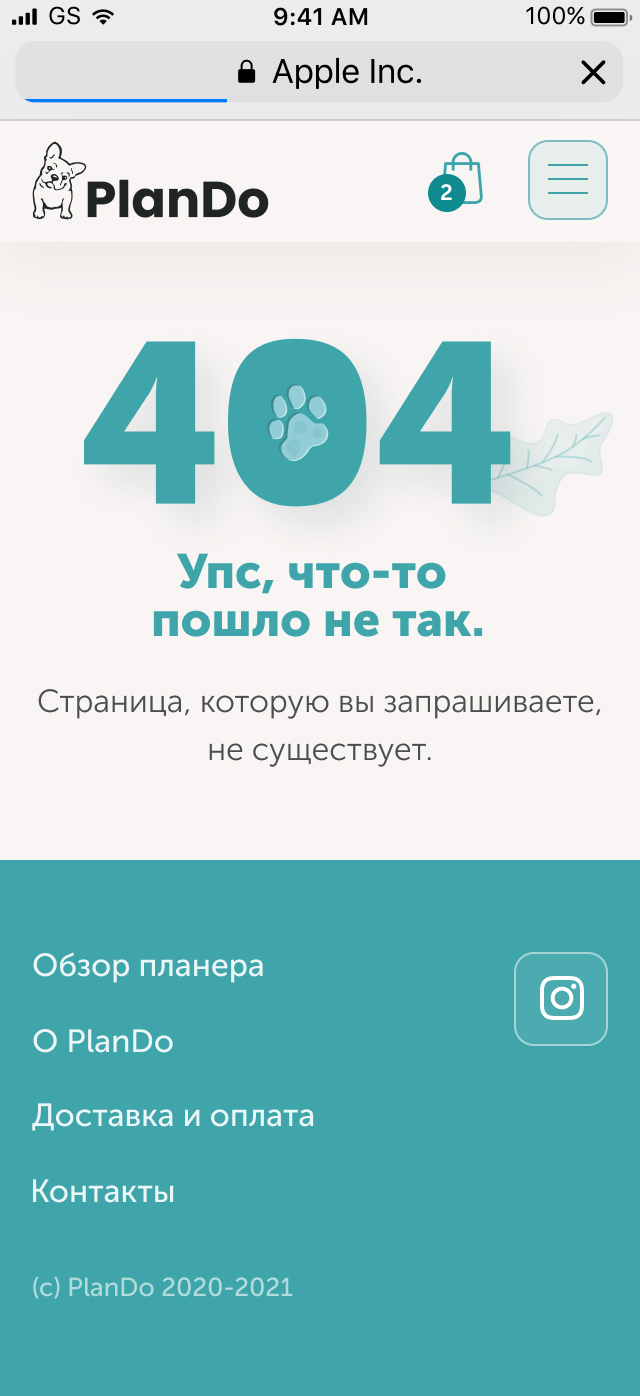 GS 9:41 AM 100%
Apple Inc.
PlanDo 2
404
Упс, что-то
пошло не так.
Страница, которую вы запрашиваете,
не существует.
Обзор планера
О PlanDo
Доставка и оплата
Контакты
(c) PlanDo 2020-2021